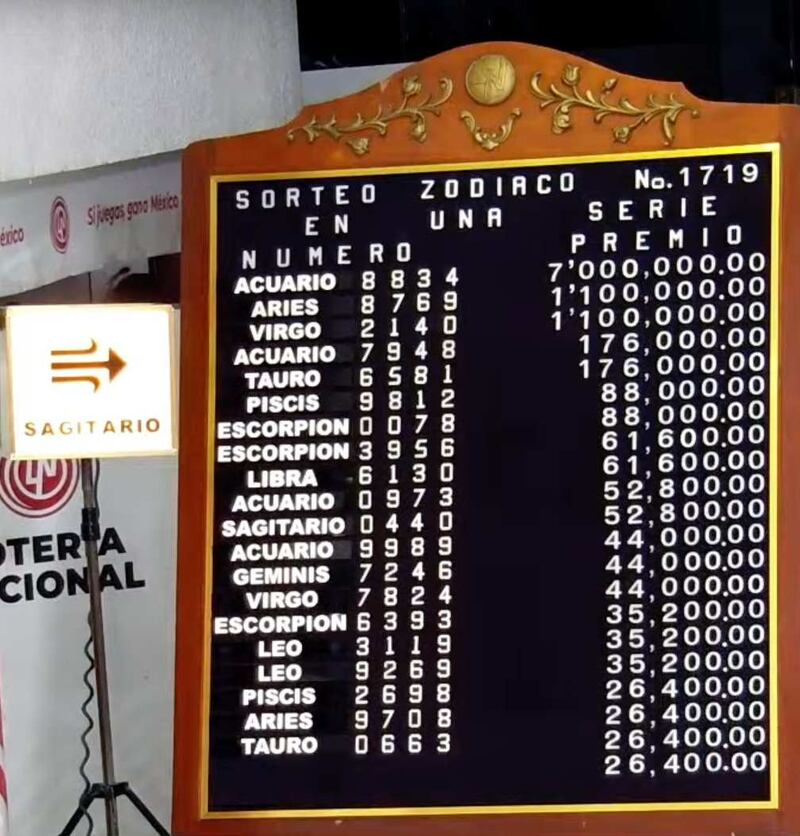 éxico
Si juegas gana México
SAGITARIO
OTERIA
CIONAL
SORTEO ZODIACO No.1719
EN UNA SERIE
NUMERO PREMIO
ACUARIO 8834 7'000,000.00
ARIES 8769 1'100,000.00
VIRGO 2140 1'100,000.00
ACUARIO 7948 176,000.00
TAURO 6581 176,000.00
PISCIS 9812 88,000.00
ESCORPION 0078 88,000.00
ESCORPION 3956 61,600.00
LIBRA 6130 61,600.00
ACUARIO 0973 52,800.00
SAGITARIO 0440 52,800.00
ACUARIO 9989 44,000.00
GEMINIS 7246 44,000.00
VIRGO 7824 44,000.00
ESCORPION 6393 35,200.00
LEO 3119 35,200.00
LEO 9269 35,200.00
PISCIS 2698 26,400.00
ARIES 9708 26,400.00
TAURO 0663 26,400.00
26,400.00